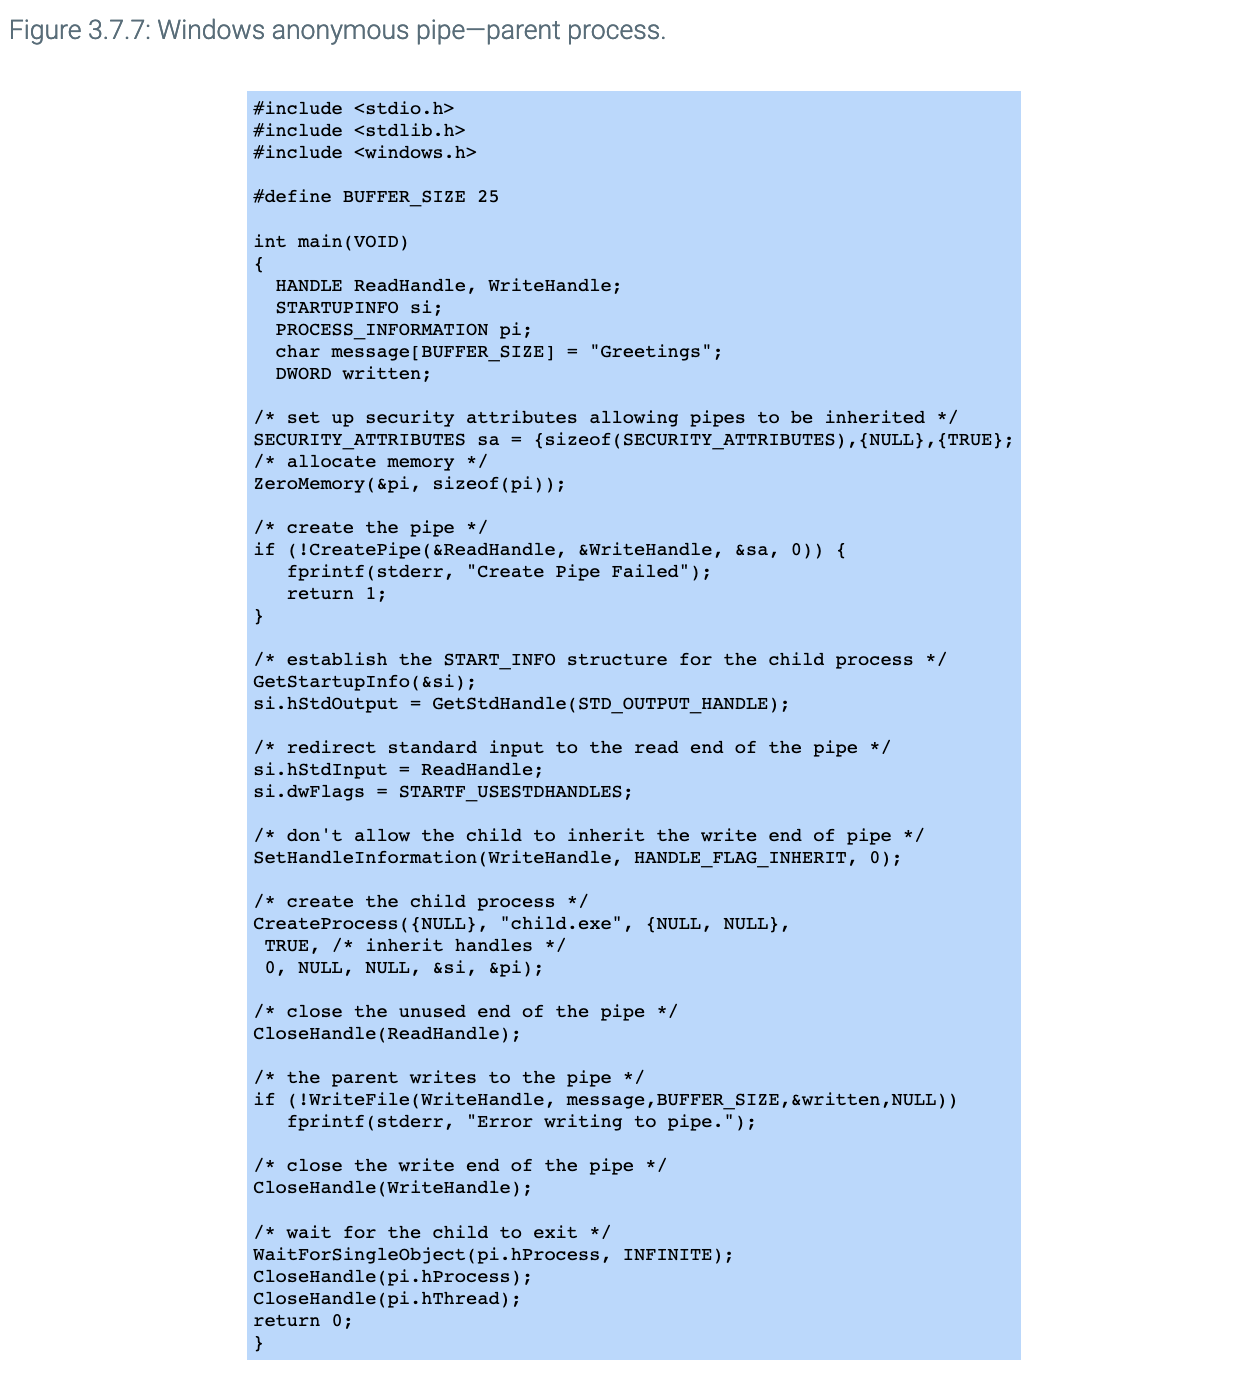 Figure 3.7.7: Windows anonymous pipe—parent process.
#include <stdio.h>
#include <stdlib.h>
#include <windows.h>
#define BUFFER_SIZE 25
int main(VOID)
{
HANDLE ReadHandle, WriteHandle;
STARTUPINFO si;
PROCESS_INFORMATION pi;
char message[BUFFER_SIZE] = "Greetings";
DWORD written;
/* set up security attributes allowing pipes to be inherited */
SECURITY_ATTRIBUTES sa = {sizeof(SECURITY_ATTRIBUTES),{NULL},{TRUE};
/* allocate memory */
ZeroMemory(&pi, sizeof(pi));
/* create the pipe */
if (!CreatePipe(&ReadHandle, &WriteHandle, &sa, 0)) {
fprintf(stderr, "Create Pipe Failed");
return 1;
}
/* establish the START_INFO structure for the child process */
GetStartupInfo(&si);
si.hStdOutput = GetStdHandle(STD_OUTPUT_HANDLE);
/* redirect standard input to the read end of the pipe */
si.hStdInput = ReadHandle;
si.dwFlags = STARTF_USESTDHANDLES;
/* don't allow the child to inherit the write end of pipe */
SetHandleInformation(WriteHandle, HANDLE_FLAG_INHERIT, 0);
/* create the child process */
CreateProcess({NULL}, "child.exe", {NULL, NULL},
TRUE, /* inherit handles */
0, NULL, NULL, &si, &pi);
/* close the unused end of the pipe */
CloseHandle(ReadHandle);
/* the parent writes to the pipe */
if (!WriteFile(WriteHandle, message,BUFFER_SIZE,&written,NULL))
fprintf(stderr, "Error writing to pipe.");
/* close the write end of the pipe */
CloseHandle(WriteHandle);
/* wait for the child to exit */
WaitForSingleObject(pi.hProcess, INFINITE);
CloseHandle(pi.hProcess);
CloseHandle(pi.hThread);
return 0;
}